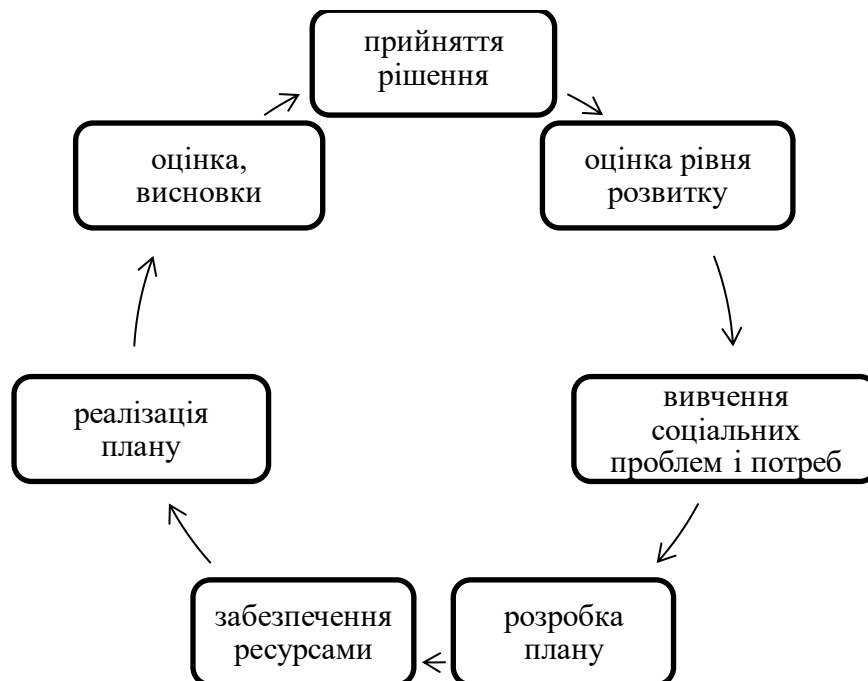 прийняття
рішення
оцінка рівня
розвитку
вивчення
соціальних
проблем і потреб
розробка
плану
забезпечення
ресурсами
реалізація
плану
оцінка,
висновки